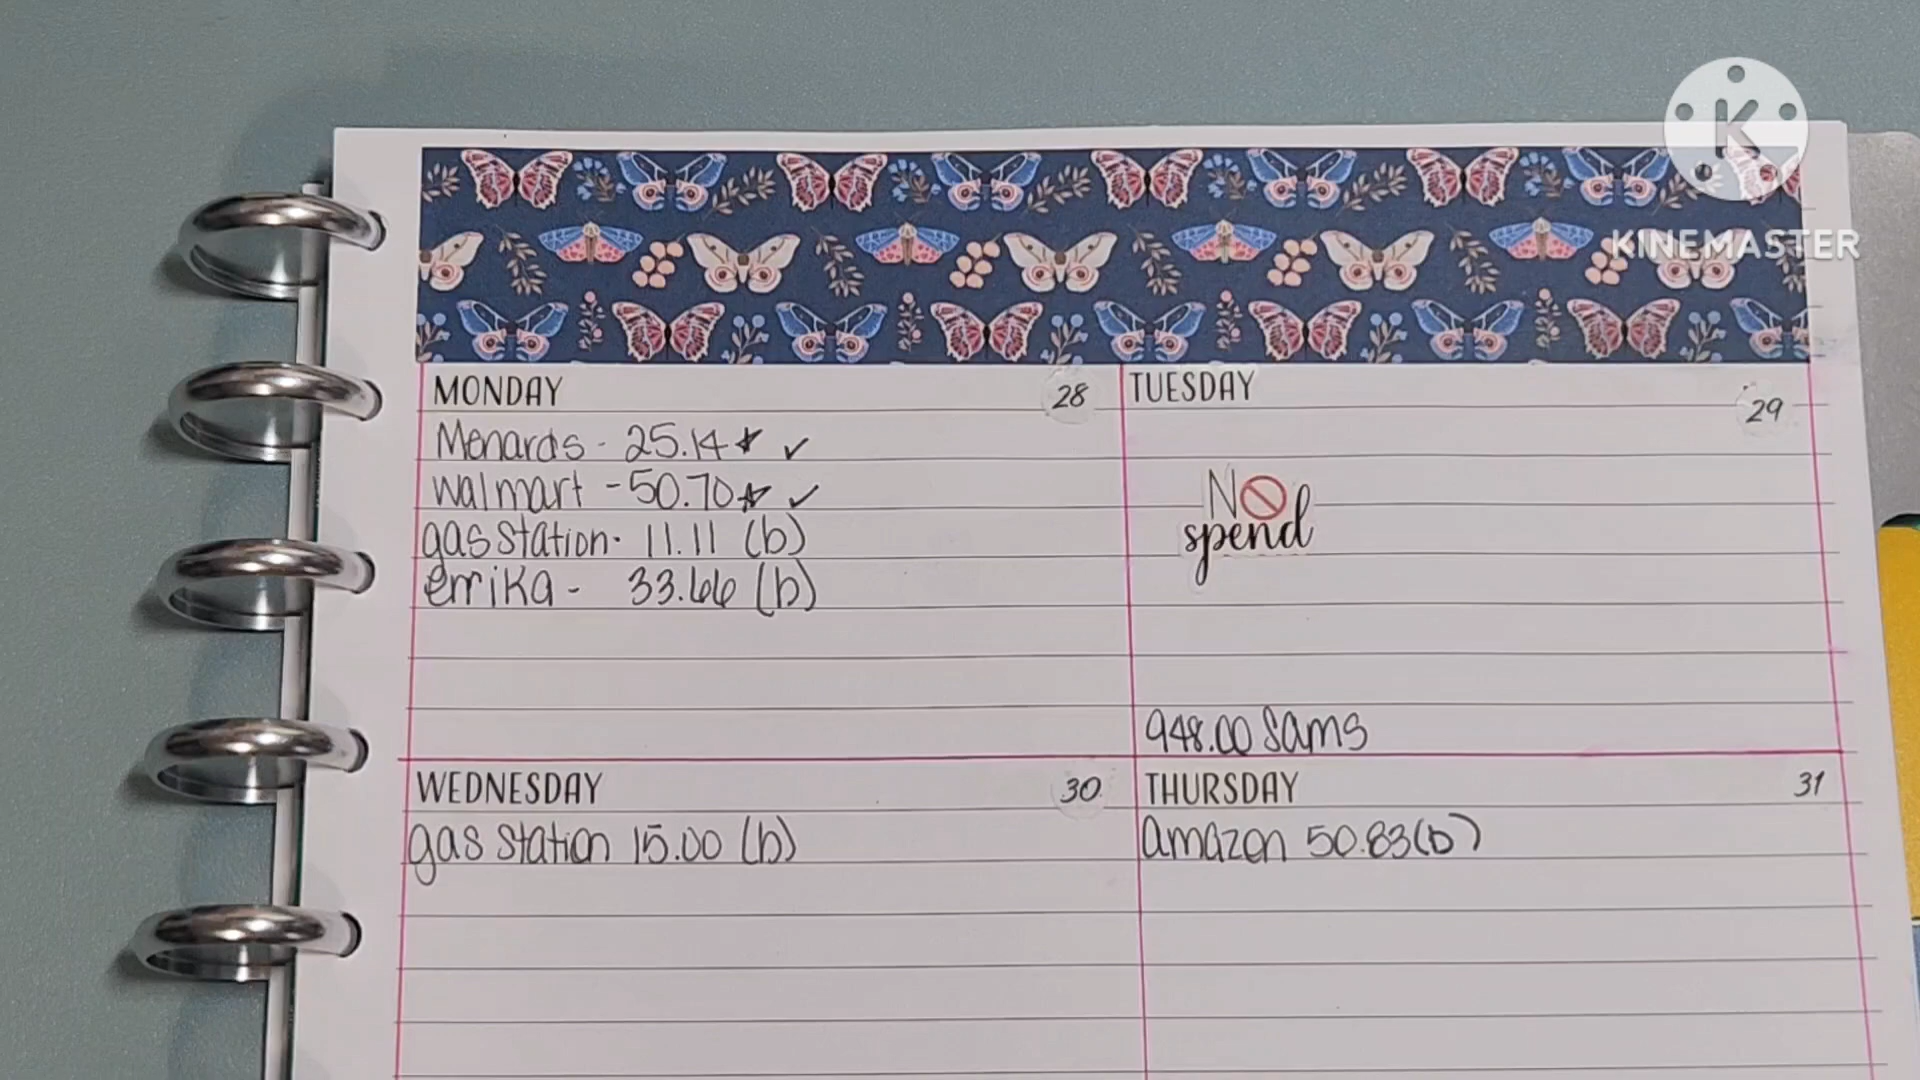 K
KINEMASTER
MONDAY 28
Menards - 25.14 ★ ✓
Walmart - 50.70 ★ ✓
gas station - 11.11 (b)
errika - 33.66 (b)
TUESDAY 29
NO
spend
948.00 Sams
WEDNESDAY 30
gas station 15.00 (b)
THURSDAY 31
amazon 50.83 (b)